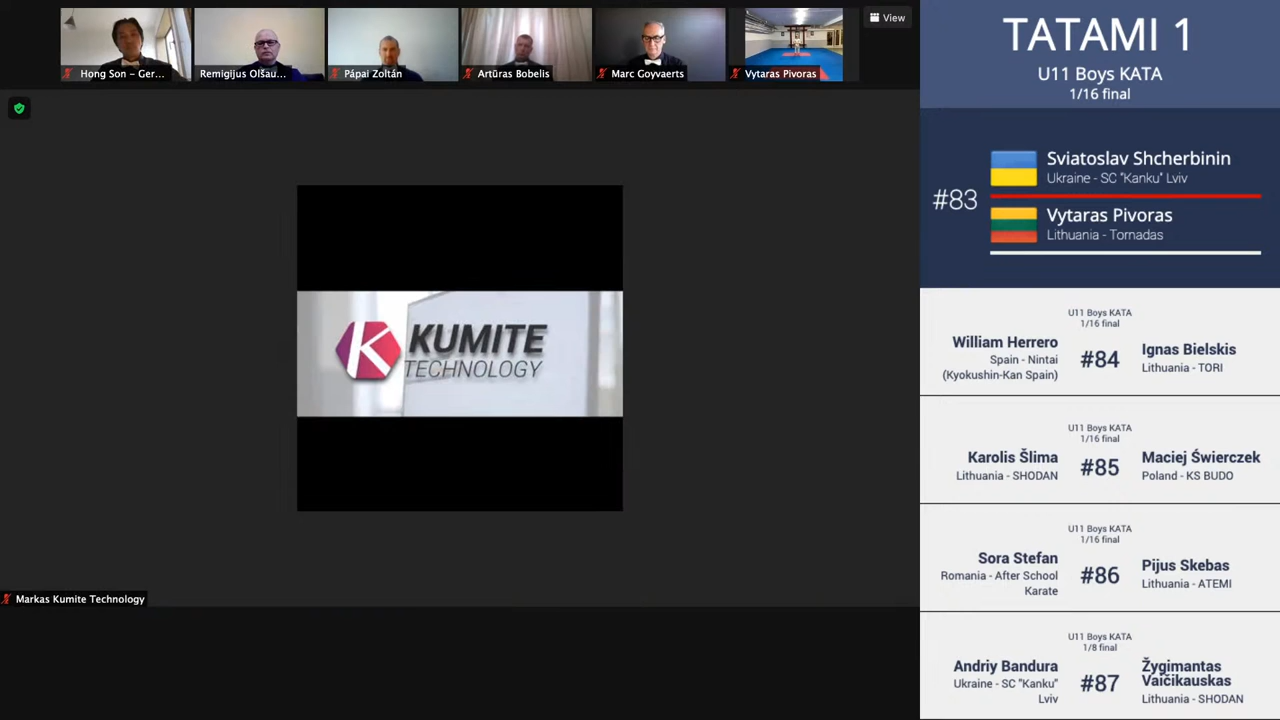 Hong Son – Ger...
Remigijus Olšau...
Pápai Zoltán
Artūras Bobelis
Marc Goyvaerts
Vytaras Pivoras
View
KUMITE
TECHNOLOGY
Markas Kumite Technology
TATAMI 1
U11 Boys KATA
1/16 final
#83
Sviatoslav Shcherbinin
Ukraine - SC "Kanku" Lviv
Vytaras Pivoras
Lithuania - Tornadas
U11 Boys KATA
1/16 final
William Herrero
Spain - Nintai
(Kyokushin-Kan Spain)
#84
Ignas Bielskis
Lithuania - TORI
U11 Boys KATA
1/16 final
Karolis Šlima
Lithuania - SHODAN
#85
Maciej Świerczek
Poland - KS BUDO
U11 Boys KATA
1/16 final
Sora Stefan
Romania - After School
Karate
#86
Pijus Skebas
Lithuania - ATEMI
U11 Boys KATA
1/8 final
Andriy Bandura
Ukraine - SC "Kanku"
Lviv
#87
Žygimantas
Vaičikauskas
Lithuania - SHODAN